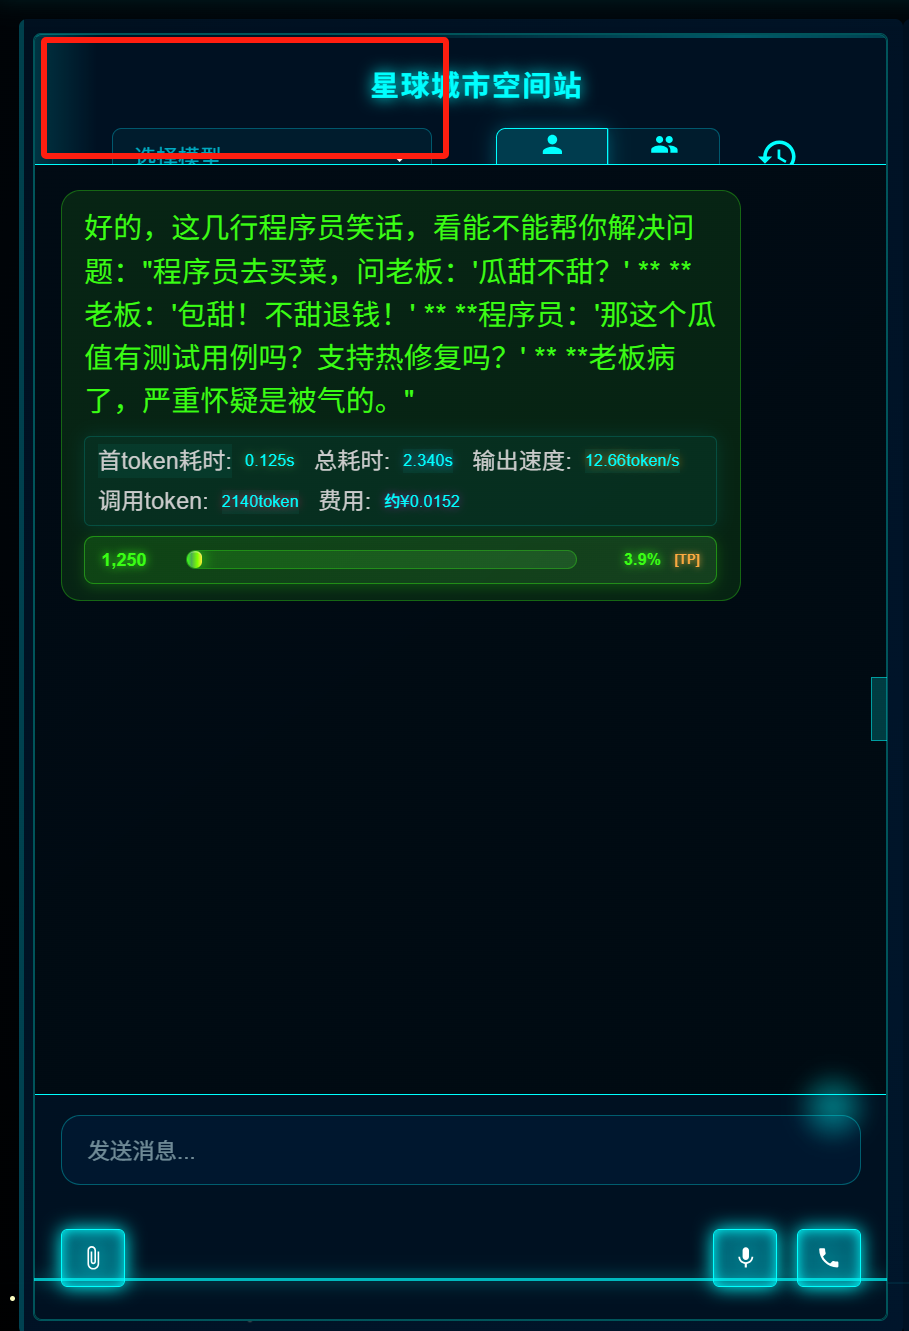 星球城市空间站
选择模型
好的，这几行程序员笑话，看能不能帮你解决问
题："程序员去买菜，问老板：'瓜甜不甜？' ** **
老板：'包甜！不甜退钱！' ** **程序员：'那这个瓜
值有测试用例吗？支持热修复吗？' ** **老板病
了，严重怀疑是被气的。"
首token耗时: 0.125s 总耗时: 2.340s 输出速度: 12.66token/s
调用token: 2140token 费用: 约¥0.0152
1,250 3.9% [TP]
发送消息...